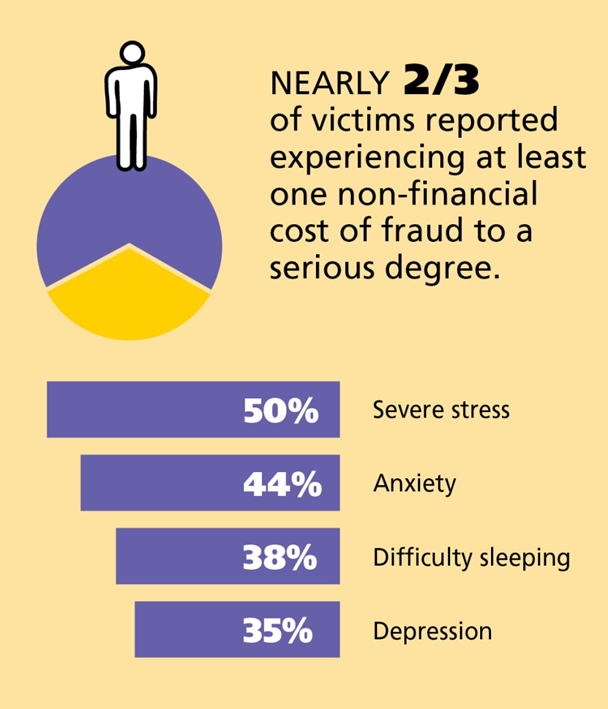 NEARLY 2/3
of victims reported
experiencing at least
one non-financial
cost of fraud to a
serious degree.
50% Severe stress
44% Anxiety
38% Difficulty sleeping
35% Depression